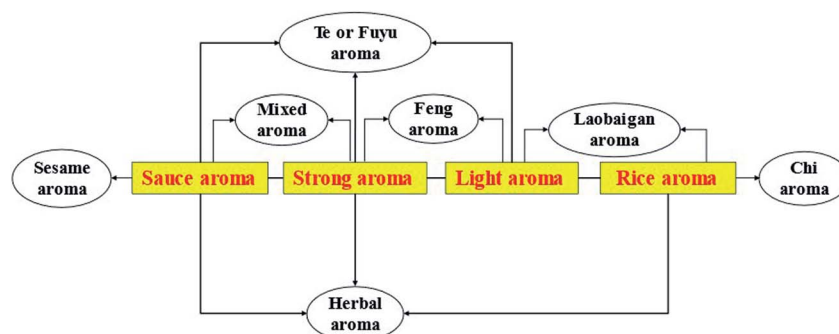 Te or Fuyu
aroma
Mixed
aroma
Feng
aroma
Laobaigan
aroma
Sesame
aroma
Sauce aroma
Strong aroma
Light aroma
Rice aroma
Chi
aroma
Herbal
aroma